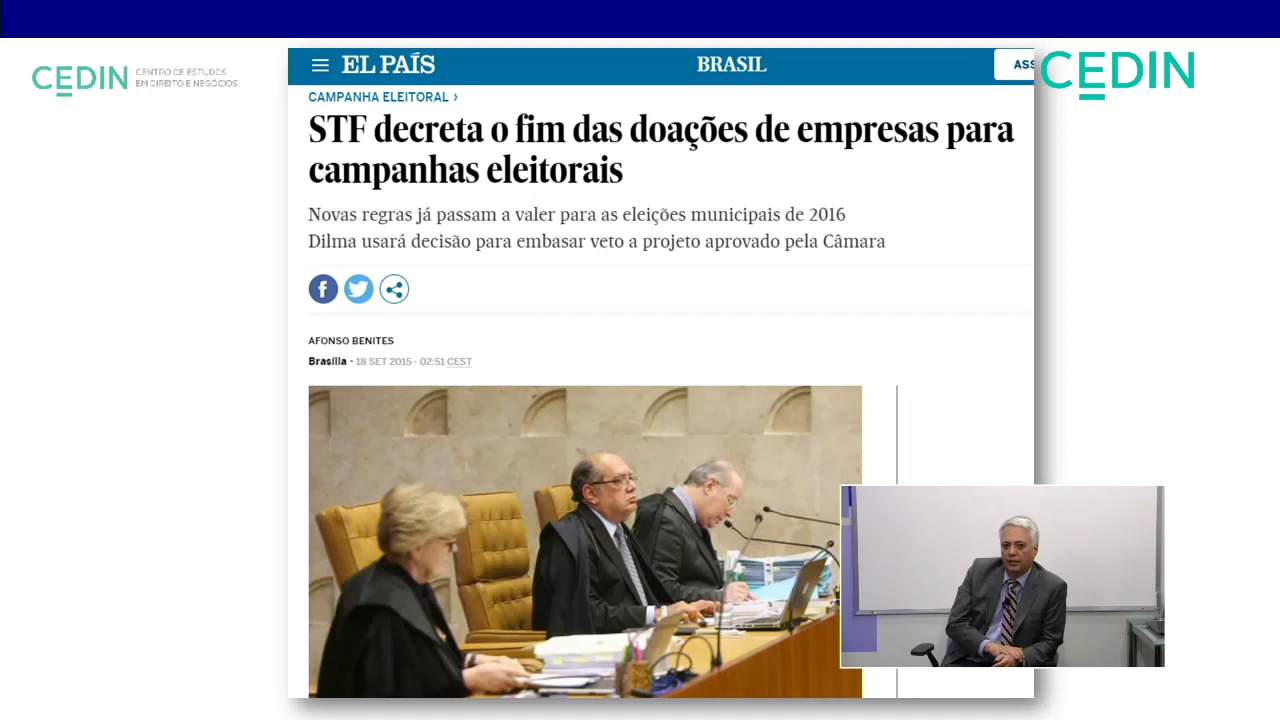 CEDIN CENTRO DE ESTUDOS
EM DIREITO E NEGÓCIOS
EL PAÍS BRASIL ASS
CEDIN
CAMPANHA ELEITORAL ›
STF decreta o fim das doações de empresas para
campanhas eleitorais
Novas regras já passam a valer para as eleições municipais de 2016
Dilma usará decisão para embasar veto a projeto aprovado pela Câmara
AFONSO BENITES
Brasília - 18 SET 2015 - 02:51 CEST